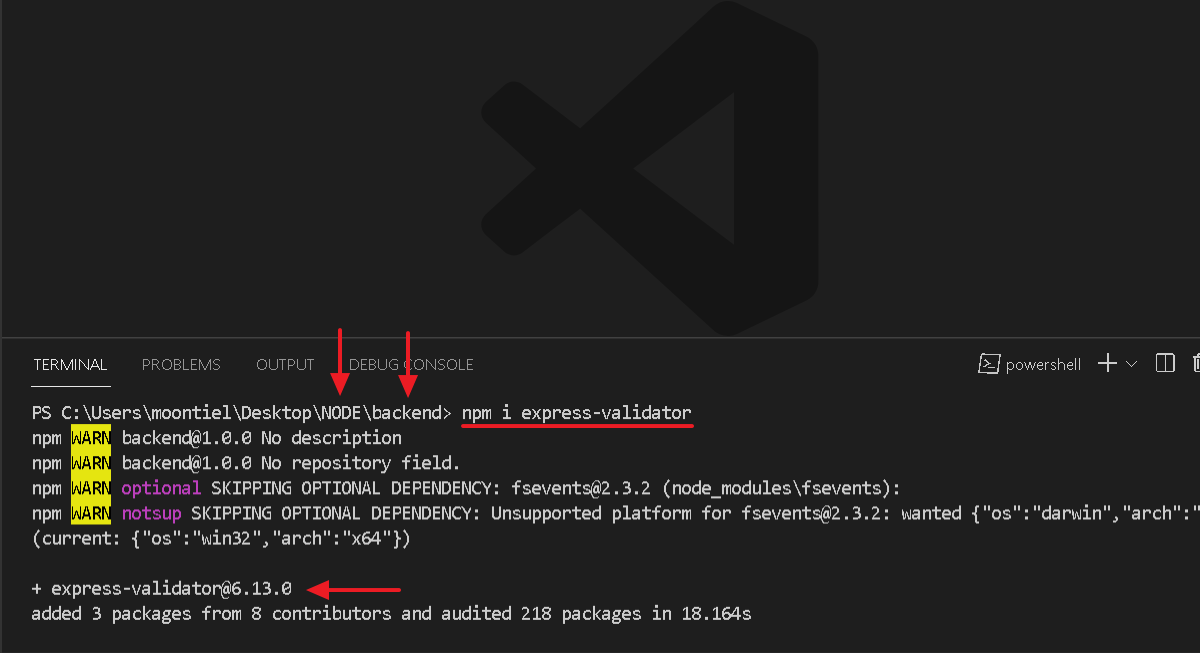 TERMINAL PROBLEMS OUTPUT DEBUG CONSOLE powershell
PS C:\Users\moontiel\Desktop\NODE\backend> npm i express-validator
npm WARN backend@1.0.0 No description
npm WARN backend@1.0.0 No repository field.
npm WARN optional SKIPPING OPTIONAL DEPENDENCY: fsevents@2.3.2 (node_modules\fsevents):
npm WARN notsup SKIPPING OPTIONAL DEPENDENCY: Unsupported platform for fsevents@2.3.2: wanted {"os":"darwin","arch":"
(current: {"os":"win32","arch":"x64"})
+ express-validator@6.13.0
added 3 packages from 8 contributors and audited 218 packages in 18.164s